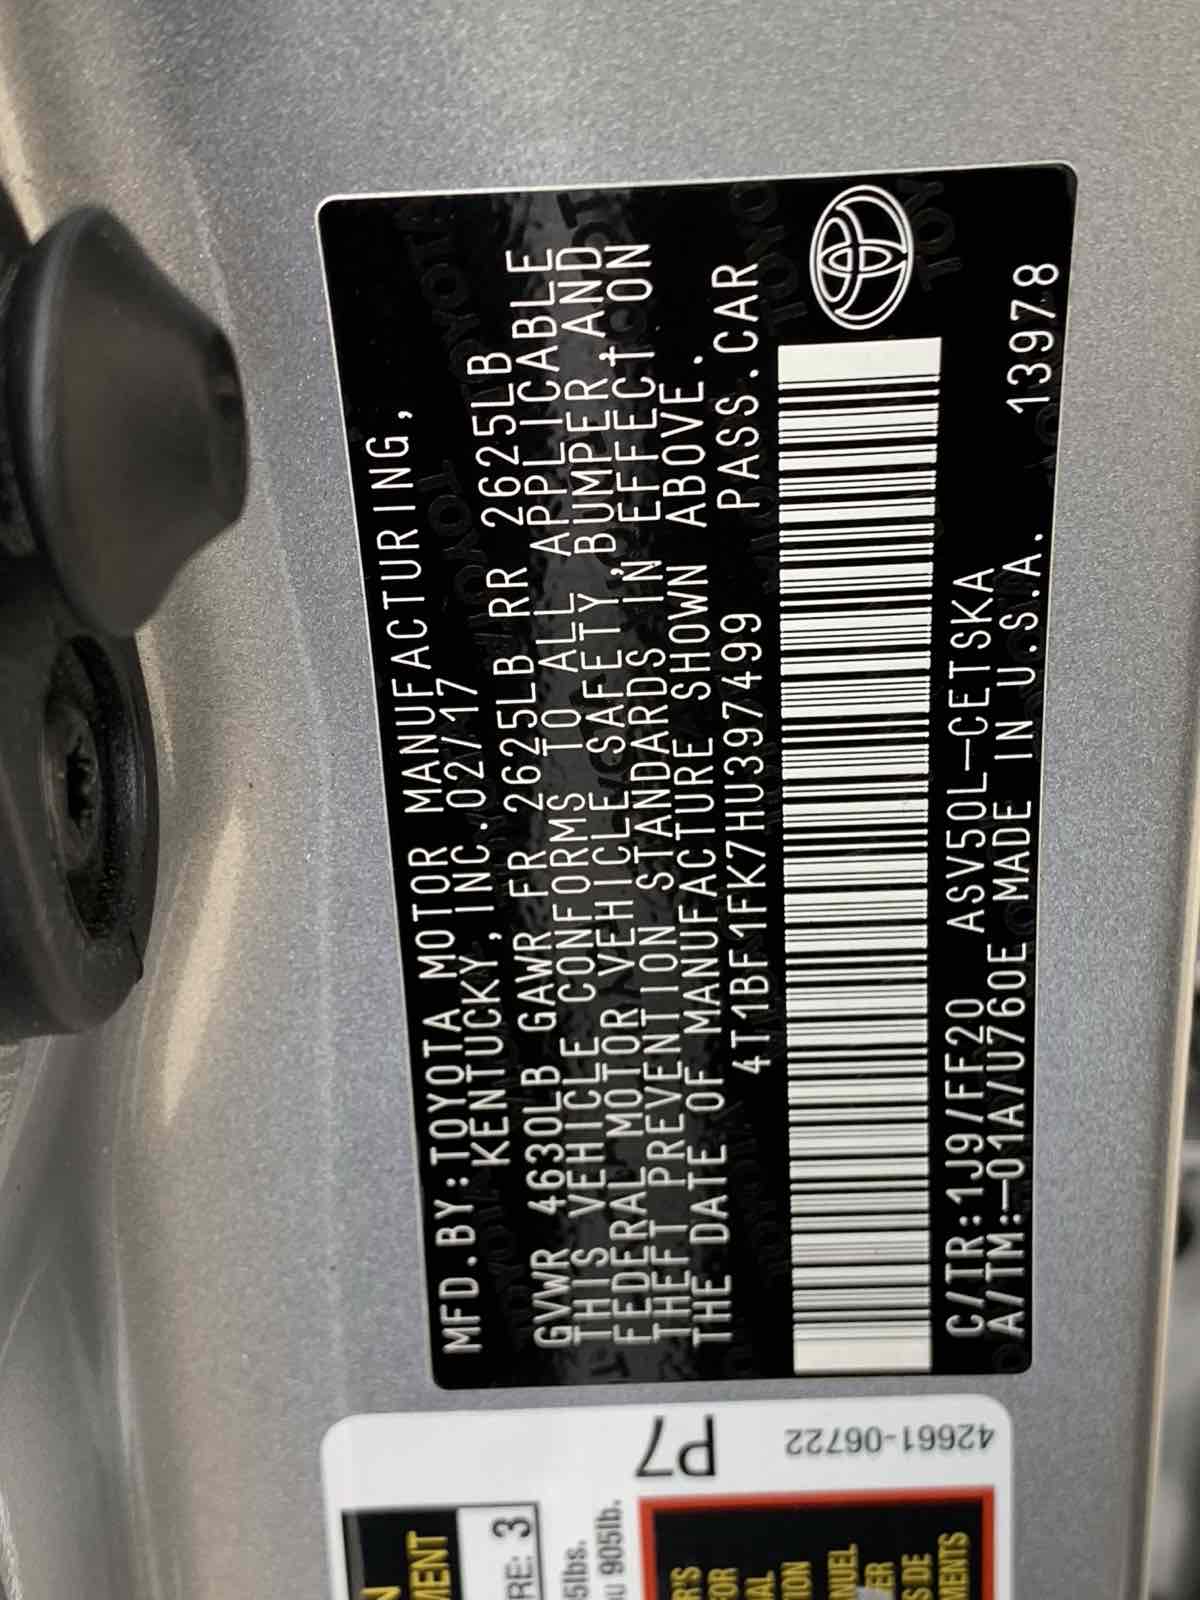 MFD.BY:TOYOTA MOTOR MANUFACTURING,
KENTUCKY, INC.02/17
GVWR 4630LB GAWR FR 2625LB RR 2625LB
THIS VEHICLE CONFORMS TO ALL APPLICABLE
FEDERAL MOTOR VEHICLE SAFETY,BUMPER,AND
THEFT PREVENTION STANDARDS IN EFFECT ON
THE DATE OF MANUFACTURE SHOWN ABOVE.
4T1BF1FK7HU397499 PASS.CAR
C/TR:1J9/FF20 ASV50L-CETSKA
A/TM:-01A/U760E MADE IN U.S.A. 13978
P7
42661-06722
RE: 3
905lb.